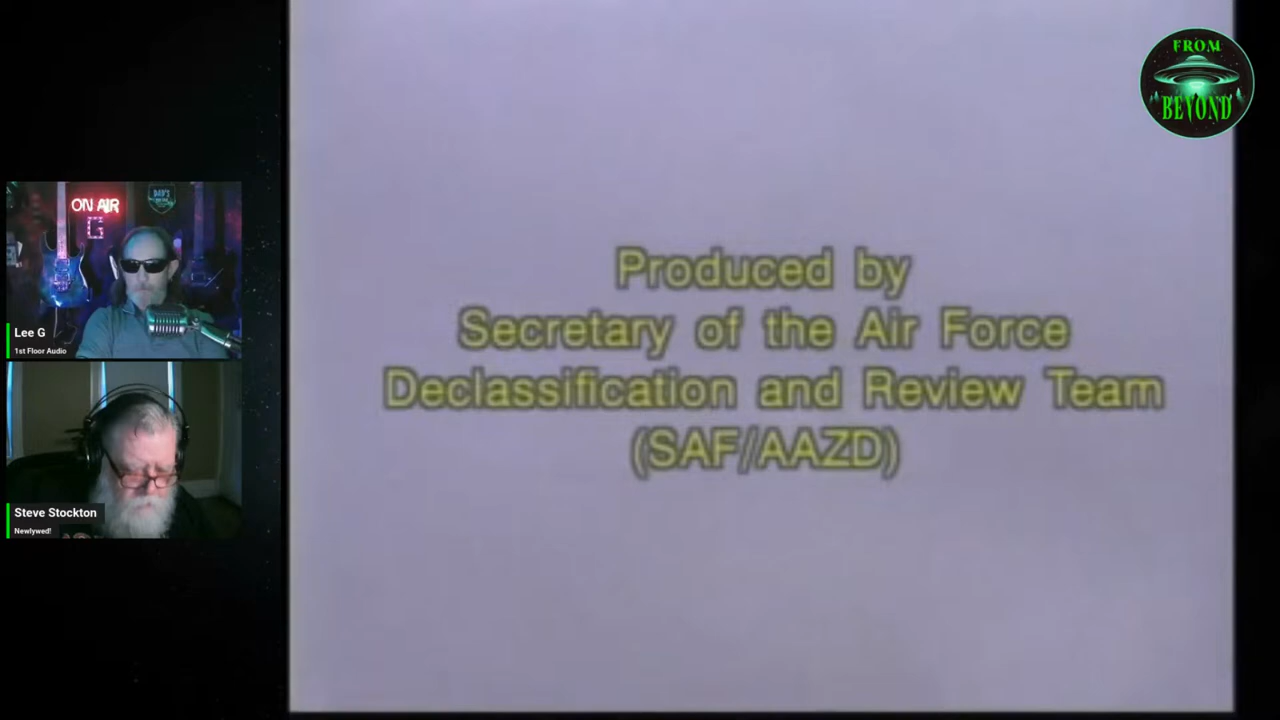 FROM
BEYOND
ON AIR
G
Lee G
1st Floor Audio
Steve Stockton
Newlywed!
Produced by
Secretary of the Air Force
Declassification and Review Team
(SAF/AAZD)